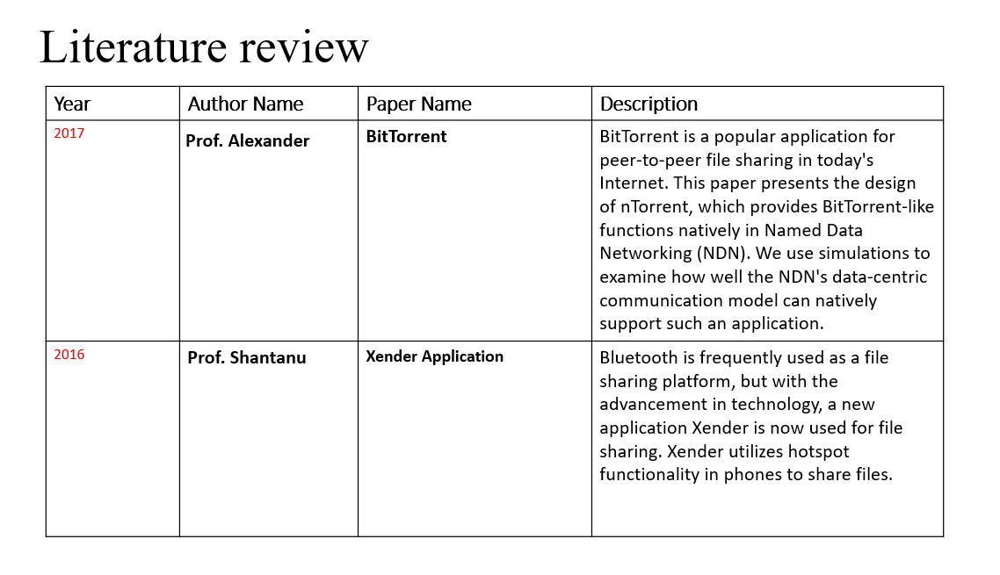 Literature review
Year Author Name Paper Name Description
2017 Prof. Alexander BitTorrent BitTorrent is a popular application for
peer-to-peer file sharing in today's
Internet. This paper presents the design
of nTorrent, which provides BitTorrent-like
functions natively in Named Data
Networking (NDN). We use simulations to
examine how well the NDN's data-centric
communication model can natively
support such an application.
2016 Prof. Shantanu Xender Application Bluetooth is frequently used as a file
sharing platform, but with the
advancement in technology, a new
application Xender is now used for file
sharing. Xender utilizes hotspot
functionality in phones to share files.